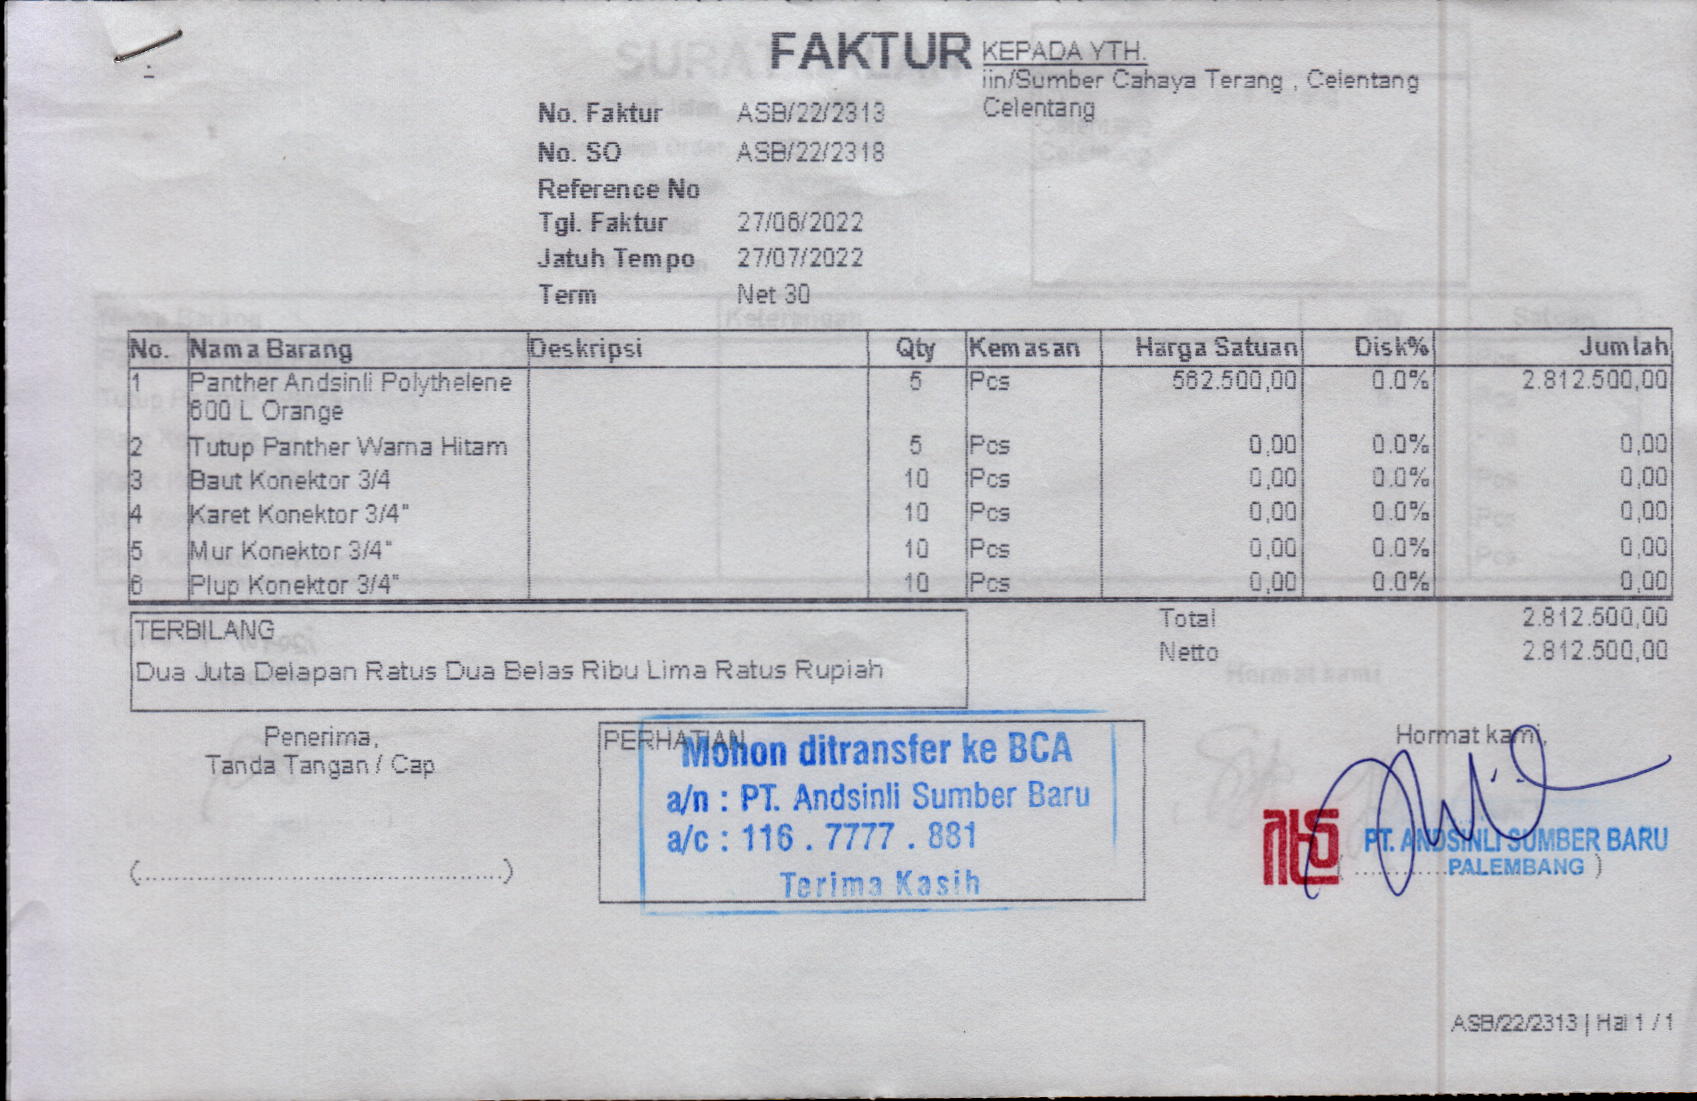 FAKTUR
KEPADA YTH.
iin/Sumber Cahaya Terang , Celentang
Celentang
No. Faktur ASB/22/2313
No. SO ASB/22/2318
Reference No
Tgl. Faktur 27/06/2022
Jatuh Tempo 27/07/2022
Term Net 30
No. Nama Barang Deskripsi Qty Kemasan Harga Satuan Disk% Jumlah
1 Panther Andsinli Polythelene 5 Pcs 562.500,00 0.0% 2.812.500,00
600 L Orange
2 Tutup Panther Warna Hitam 5 Pcs 0,00 0.0% 0,00
3 Baut Konektor 3/4 10 Pcs 0,00 0.0% 0,00
4 Karet Konektor 3/4" 10 Pcs 0,00 0.0% 0,00
5 Mur Konektor 3/4" 10 Pcs 0,00 0.0% 0,00
6 Plup Konektor 3/4" 10 Pcs 0,00 0.0% 0,00
Total 2.812.500,00
Netto 2.812.500,00
TERBILANG
Dua Juta Delapan Ratus Dua Belas Ribu Lima Ratus Rupiah
Penerima,
Tanda Tangan / Cap
(..............................................)
PERHATIAN
Mohon ditransfer ke BCA
a/n : PT. Andsinli Sumber Baru
a/c : 116 . 7777 . 881
Terima Kasih
Hormat kami,
PT. ANDSINLI SUMBER BARU
PALEMBANG
ASB/22/2313 | Hal 1 / 1